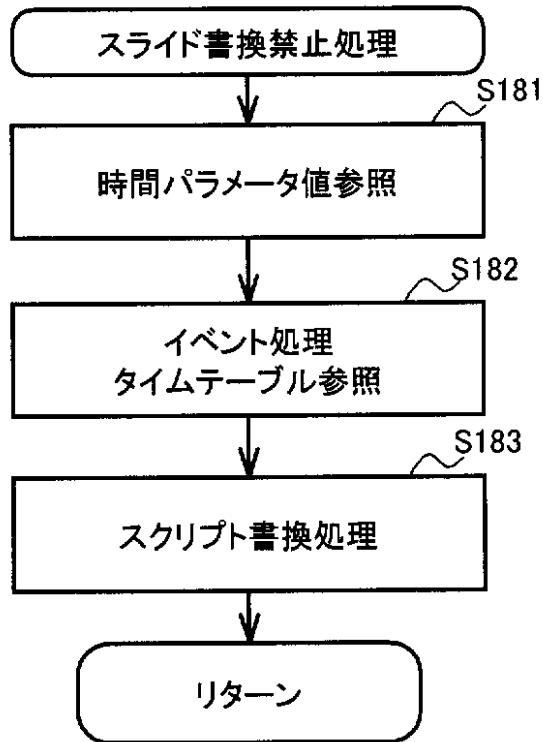 スライド書換禁止処理
S181
時間パラメータ値参照
S182
イベント処理
タイムテーブル参照
S183
スクリプト書換処理
リターン